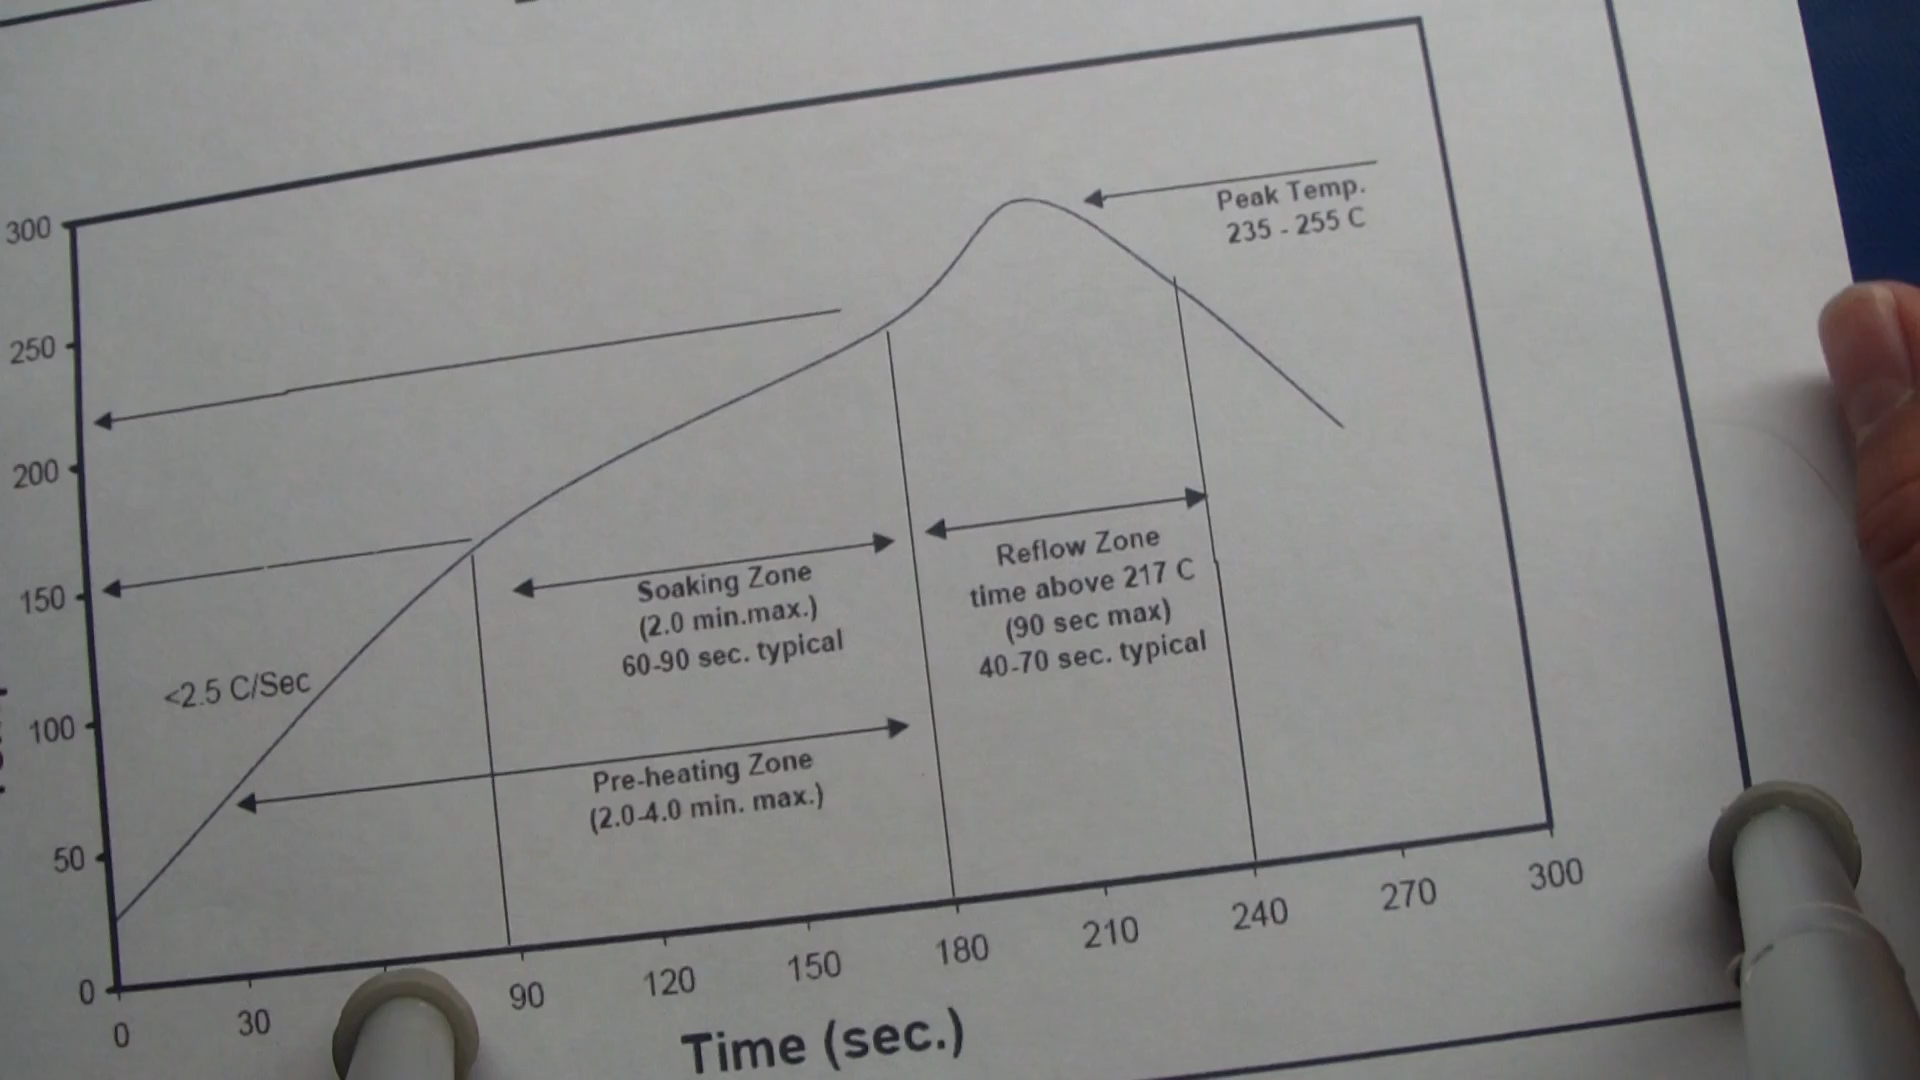 300
250
200
150
100
50
0
Peak Temp.
235 - 255 C
<2.5 C/Sec
Soaking Zone
(2.0 min.max.)
60-90 sec. typical
Reflow Zone
time above 217 C
(90 sec max)
40-70 sec. typical
Pre-heating Zone
(2.0-4.0 min. max.)
0 30 90 120 150 180 210 240 270 300
Time (sec.)